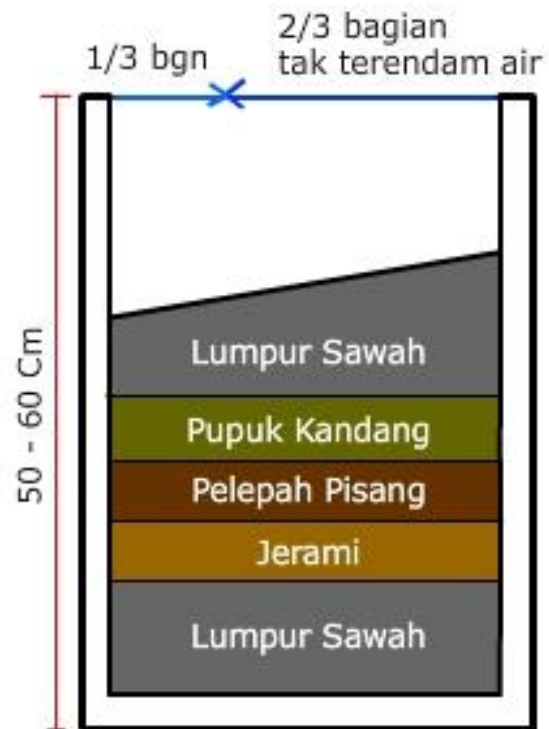 1/3 bgn
2/3 bagian
tak terendam air
50 - 60 Cm
Lumpur Sawah
Pupuk Kandang
Pelepah Pisang
Jerami
Lumpur Sawah